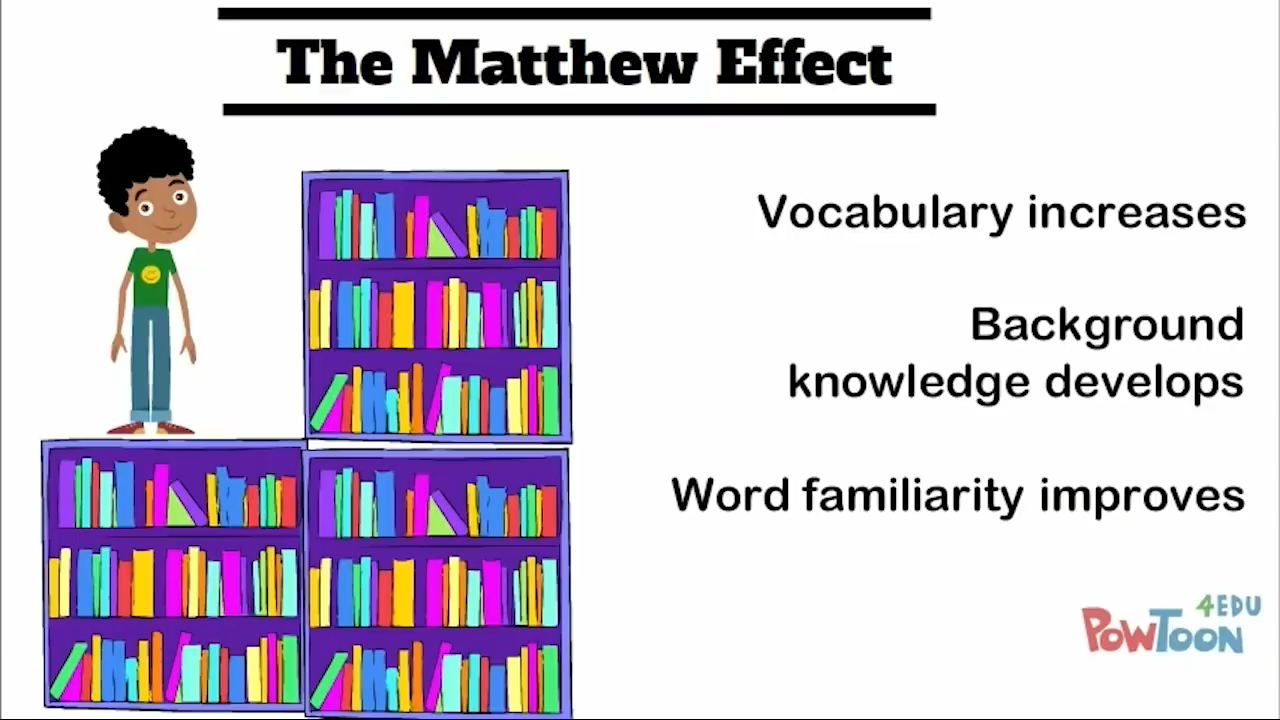 The Matthew Effect
Vocabulary increases
Background
knowledge develops
Word familiarity improves
4EDU
POWTOON